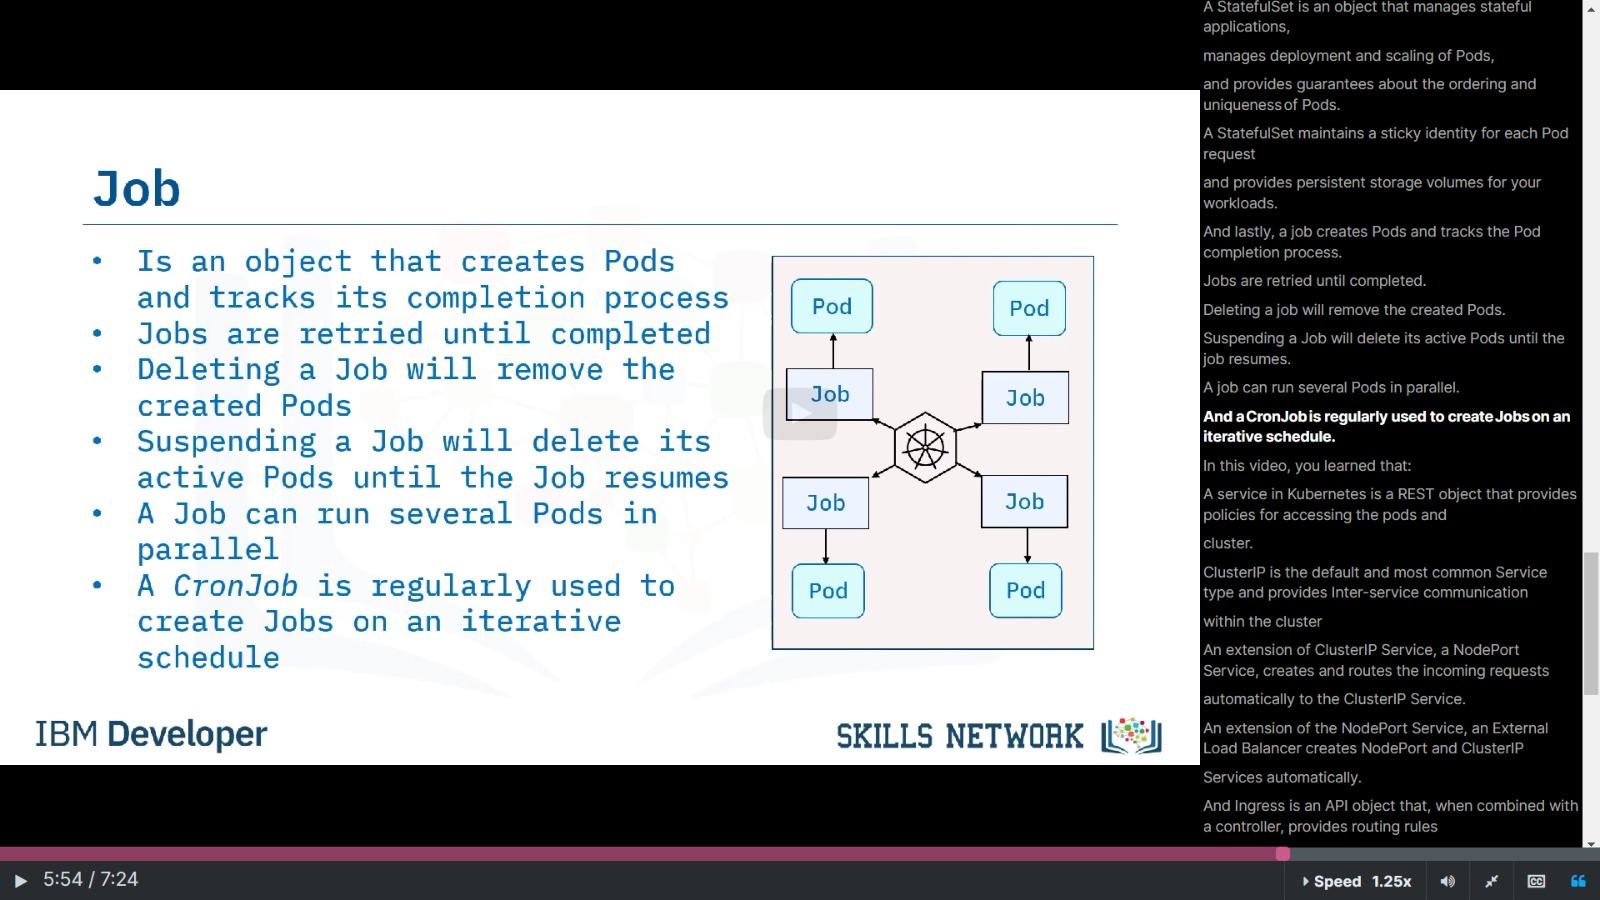 Job
• Is an object that creates Pods
and tracks its completion process
• Jobs are retried until completed
• Deleting a Job will remove the
created Pods
• Suspending a Job will delete its
active Pods until the Job resumes
• A Job can run several Pods in
parallel
• A CronJob is regularly used to
create Jobs on an iterative
schedule
Pod
Pod
Job
Job
Job
Job
Pod
Pod
IBM Developer
SKILLS NETWORK
A StatefulSet is an object that manages stateful
applications,
manages deployment and scaling of Pods,
and provides guarantees about the ordering and
uniqueness of Pods.
A StatefulSet maintains a sticky identity for each Pod
request
and provides persistent storage volumes for your
workloads.
And lastly, a job creates Pods and tracks the Pod
completion process.
Jobs are retried until completed.
Deleting a job will remove the created Pods.
Suspending a Job will delete its active Pods until the
job resumes.
A job can run several Pods in parallel.
And a CronJob is regularly used to create Jobs on an
iterative schedule.
In this video, you learned that:
A service in Kubernetes is a REST object that provides
policies for accessing the pods and
cluster.
ClusterIP is the default and most common Service
type and provides Inter-service communication
within the cluster
An extension of ClusterIP Service, a NodePort
Service, creates and routes the incoming requests
automatically to the ClusterIP Service.
An extension of the NodePort Service, an External
Load Balancer creates NodePort and ClusterIP
Services automatically.
And Ingress is an API object that, when combined with
a controller, provides routing rules
5:54 / 7:24
Speed 1.25x
CC